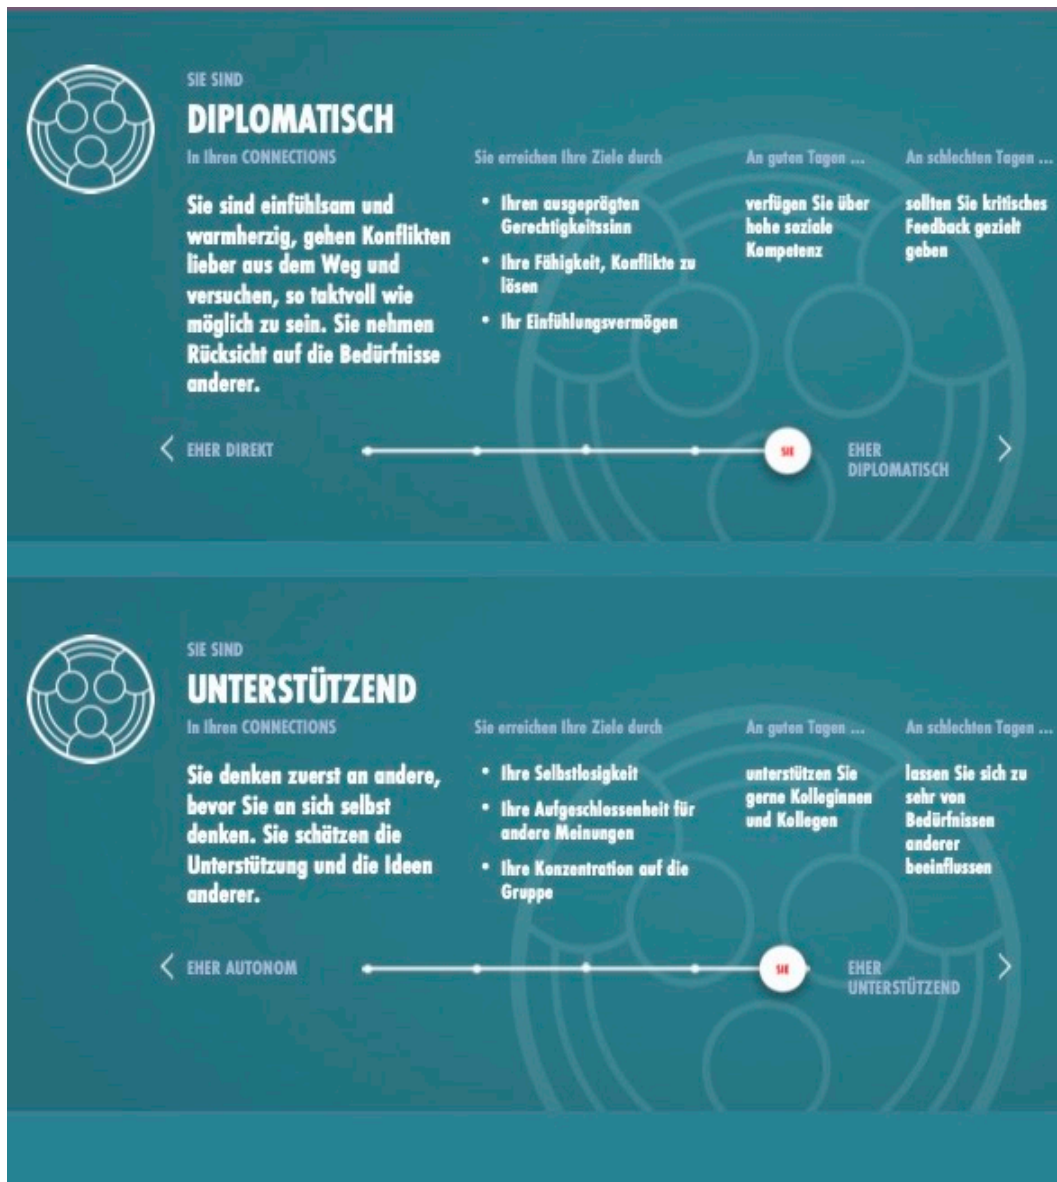 SIE SIND
DIPLOMATISCH
In Ihren CONNECTIONS
Sie sind einfühlsam und
warmherzig, gehen Konflikten
lieber aus dem Weg und
versuchen, so taktvoll wie
möglich zu sein. Sie nehmen
Rücksicht auf die Bedürfnisse
anderer.
Sie erreichen Ihre Ziele durch
• Ihren ausgeprägten
Gerechtigkeitssinn
• Ihre Fähigkeit, Konflikte zu
lösen
• Ihr Einfühlungsvermögen
An guten Tagen ...
verfügen Sie über
hohe soziale
Kompetenz
An schlechten Tagen ...
sollten Sie kritisches
Feedback gezielt
geben
EHER DIREKT
SIE
EHER
DIPLOMATISCH
SIE SIND
UNTERSTÜTZEND
In Ihren CONNECTIONS
Sie denken zuerst an andere,
bevor Sie an sich selbst
denken. Sie schätzen die
Unterstützung und die Ideen
anderer.
Sie erreichen Ihre Ziele durch
• Ihre Selbstlosigkeit
• Ihre Aufgeschlossenheit für
andere Meinungen
• Ihre Konzentration auf die
Gruppe
An guten Tagen ...
unterstützen Sie
gerne Kolleginnen
und Kollegen
An schlechten Tagen ...
lassen Sie sich zu
sehr von
Bedürfnissen
anderer
beeinflussen
EHER AUTONOM
SIE
EHER
UNTERSTÜTZEND